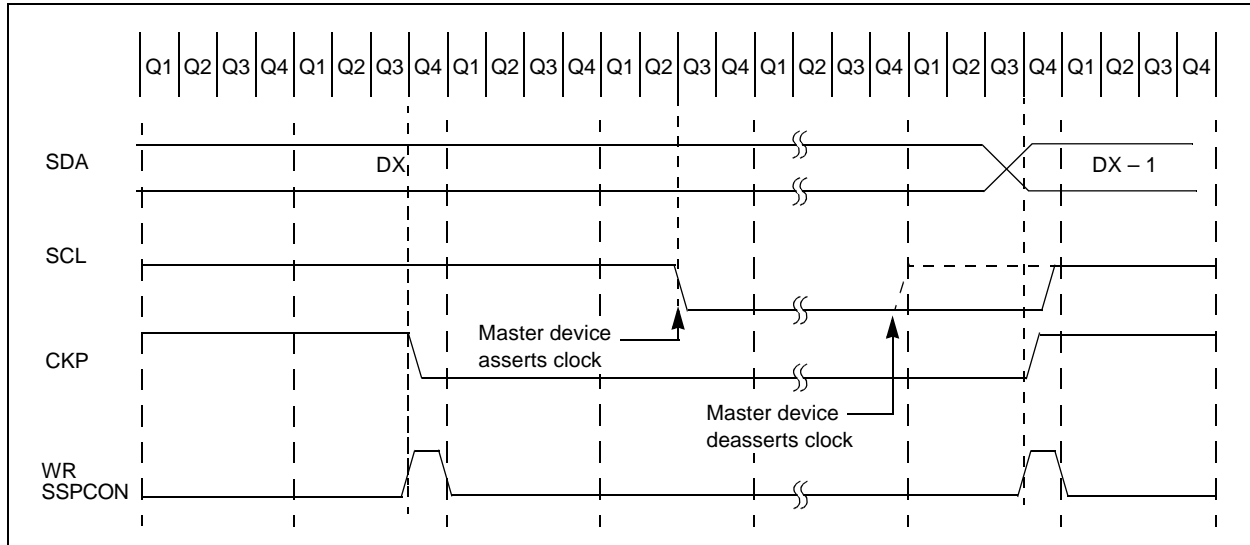 Q1 Q2 Q3 Q4 Q1 Q2 Q3 Q4 Q1 Q2 Q3 Q4 Q1 Q2 Q3 Q4 Q1 Q2 Q3 Q4 Q1 Q2 Q3 Q4 Q1 Q2 Q3 Q4
SDA
DX
DX – 1
SCL
Master device
asserts clock
CKP
Master device
deasserts clock
WR
SSPCON